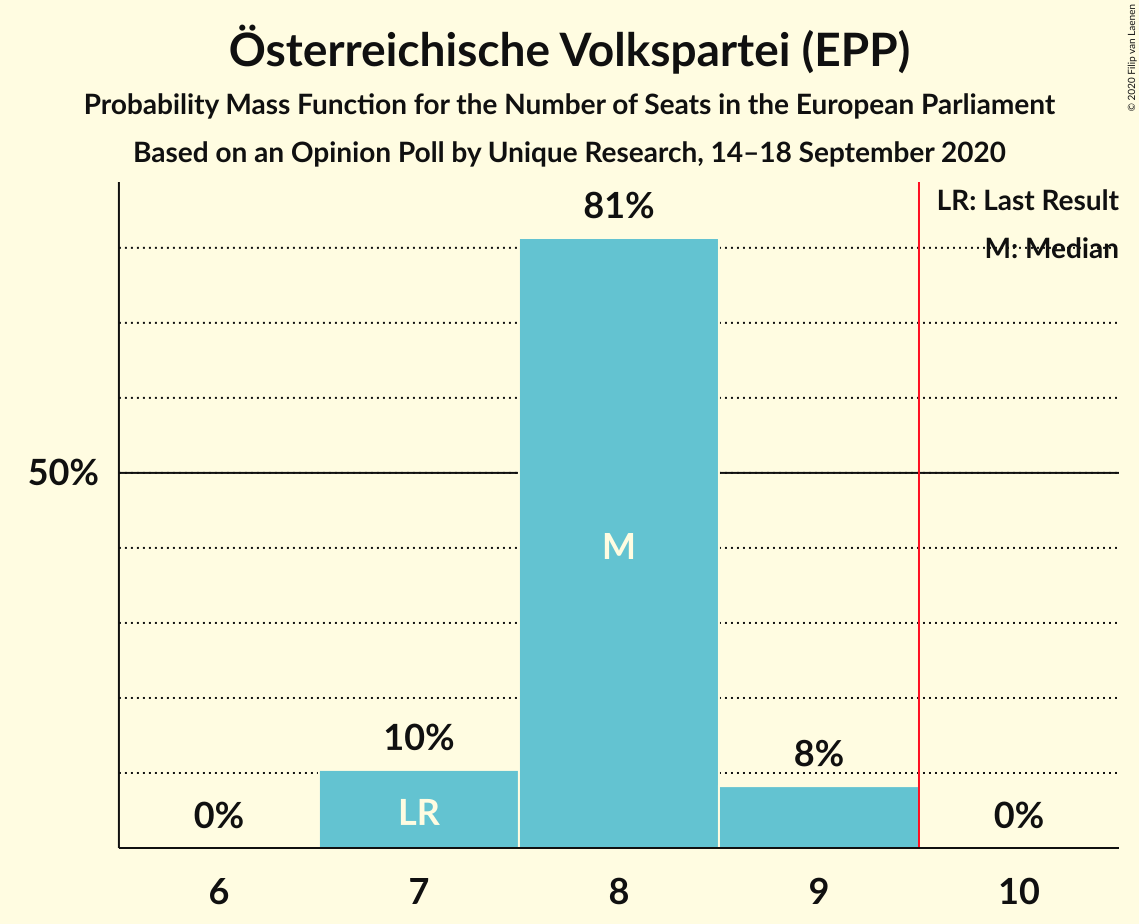 Österreichische Volkspartei (EPP)
Probability Mass Function for the Number of Seats in the European Parliament
Based on an Opinion Poll by Unique Research, 14–18 September 2020
© 2020 Filip van Laenen
LR: Last Result
M: Median
81%
50%
M
10%
8%
0%
LR
0%
6
7
8
9
10